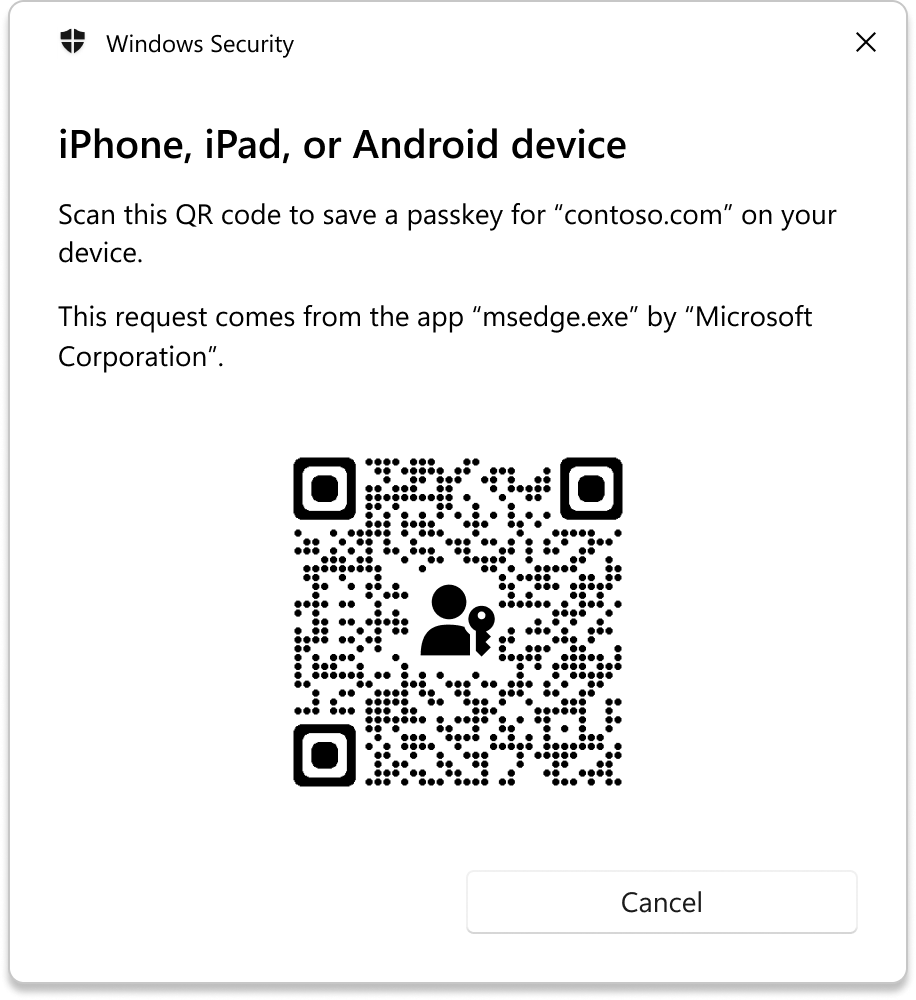 Windows Security
iPhone, iPad, or Android device
Scan this QR code to save a passkey for “contoso.com” on your
device.
This request comes from the app “msedge.exe” by “Microsoft
Corporation”.
Cancel